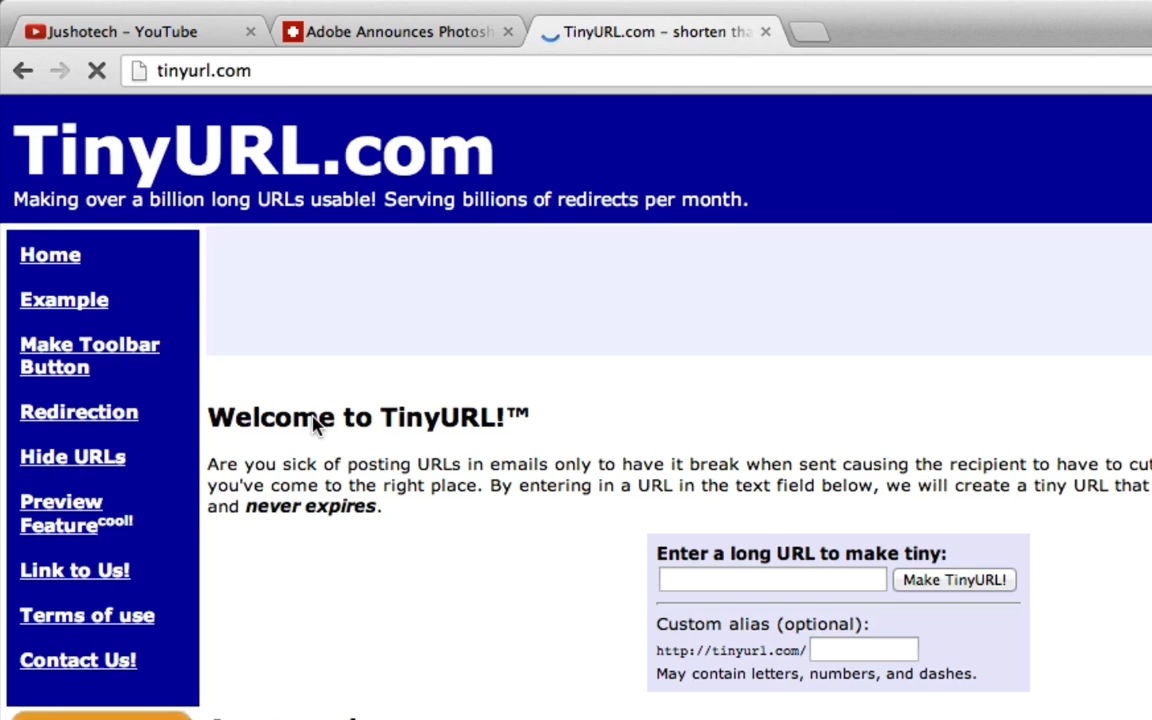 Jushotech - YouTube
Adobe Announces Photosh
TinyURL.com - shorten tha
tinyurl.com
TinyURL.com
Making over a billion long URLs usable! Serving billions of redirects per month.
Home
Example
Make Toolbar
Button
Redirection
Hide URLs
Preview
Feature cool!
Link to Us!
Terms of use
Contact Us!
Welcome to TinyURL!™
Are you sick of posting URLs in emails only to have it break when sent causing the recipient to have to cut
you've come to the right place. By entering in a URL in the text field below, we will create a tiny URL that
and never expires.
Enter a long URL to make tiny:
Make TinyURL!
Custom alias (optional):
http://tinyurl.com/
May contain letters, numbers, and dashes.